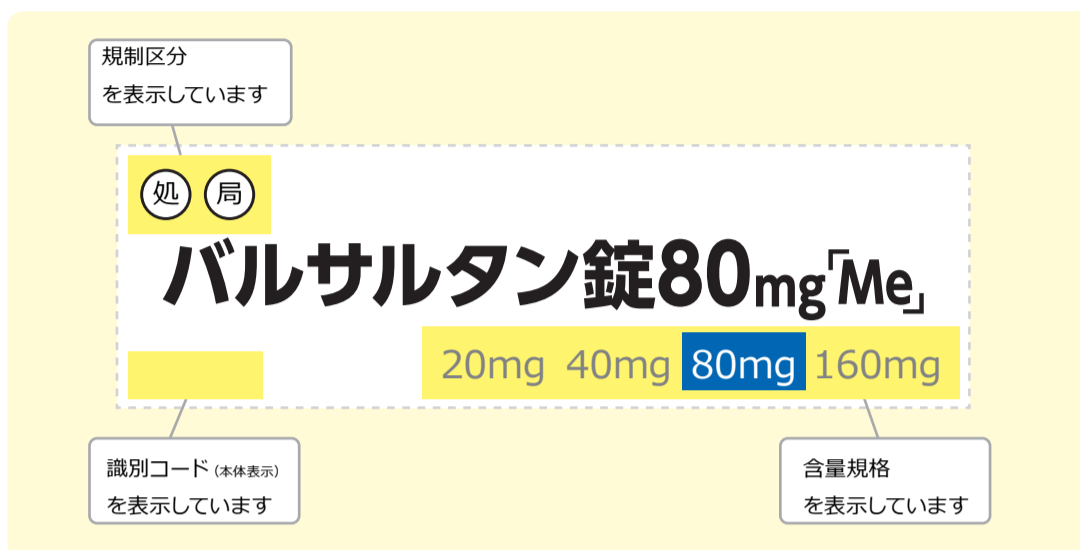 規制区分
を表示しています
処 局
バルサルタン錠80mg「Me」
20mg 40mg 80mg 160mg
識別コード(本体表示)
を表示しています
含量規格
を表示しています